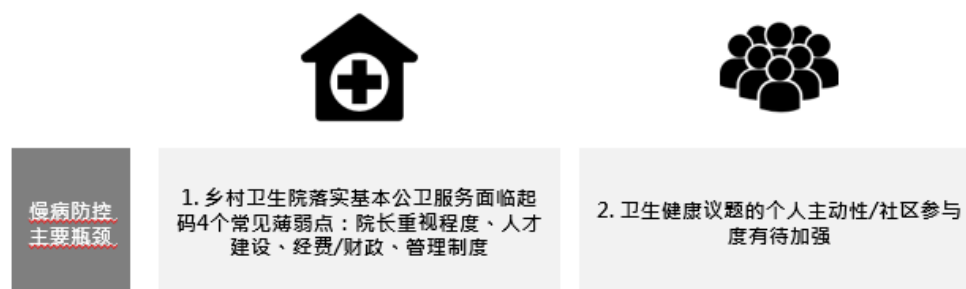 慢病防控
主要瓶颈
1. 乡村卫生院落实基本公卫服务面临起
码4个常见薄弱点：院长重视程度、人才
建设、经费/财政、管理制度
2. 卫生健康议题的个人主动性/社区参与
度有待加强